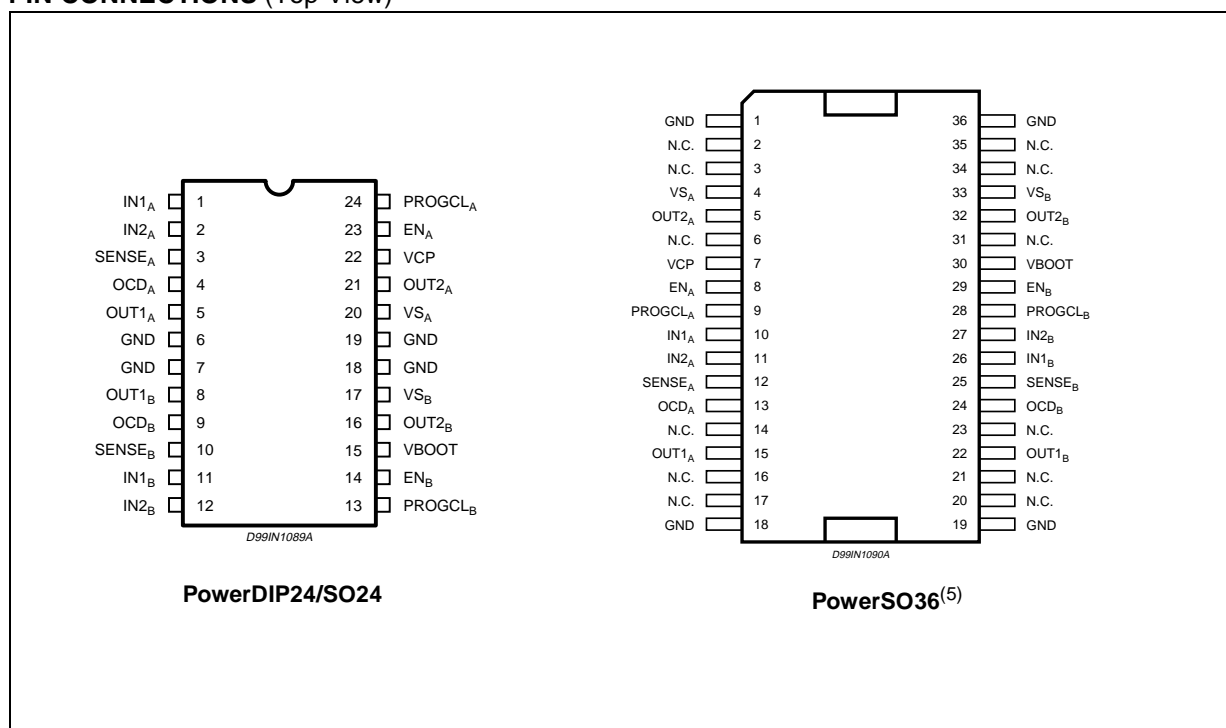 PIN CONNECTIONS (Top View)
IN1A 1 24 PROGCLA
IN2A 2 23 ENA
SENSEA 3 22 VCP
OCDA 4 21 OUT2A
OUT1A 5 20 VSA
GND 6 19 GND
GND 7 18 GND
OUT1B 8 17 VSB
OCDB 9 16 OUT2B
SENSEB 10 15 VBOOT
IN1B 11 14 ENB
IN2B 12 13 PROGCLB
D99IN1089A
PowerDIP24/SO24
GND 1 36 GND
N.C. 2 35 N.C.
N.C. 3 34 N.C.
VSA 4 33 VSB
OUT2A 5 32 OUT2B
N.C. 6 31 N.C.
VCP 7 30 VBOOT
ENA 8 29 ENB
PROGCLA 9 28 PROGCLB
IN1A 10 27 IN2B
IN2A 11 26 IN1B
SENSEA 12 25 SENSEB
OCDA 13 24 OCDB
N.C. 14 23 N.C.
OUT1A 15 22 OUT1B
N.C. 16 21 N.C.
N.C. 17 20 N.C.
GND 18 19 GND
D99IN1090A
PowerSO36(5)